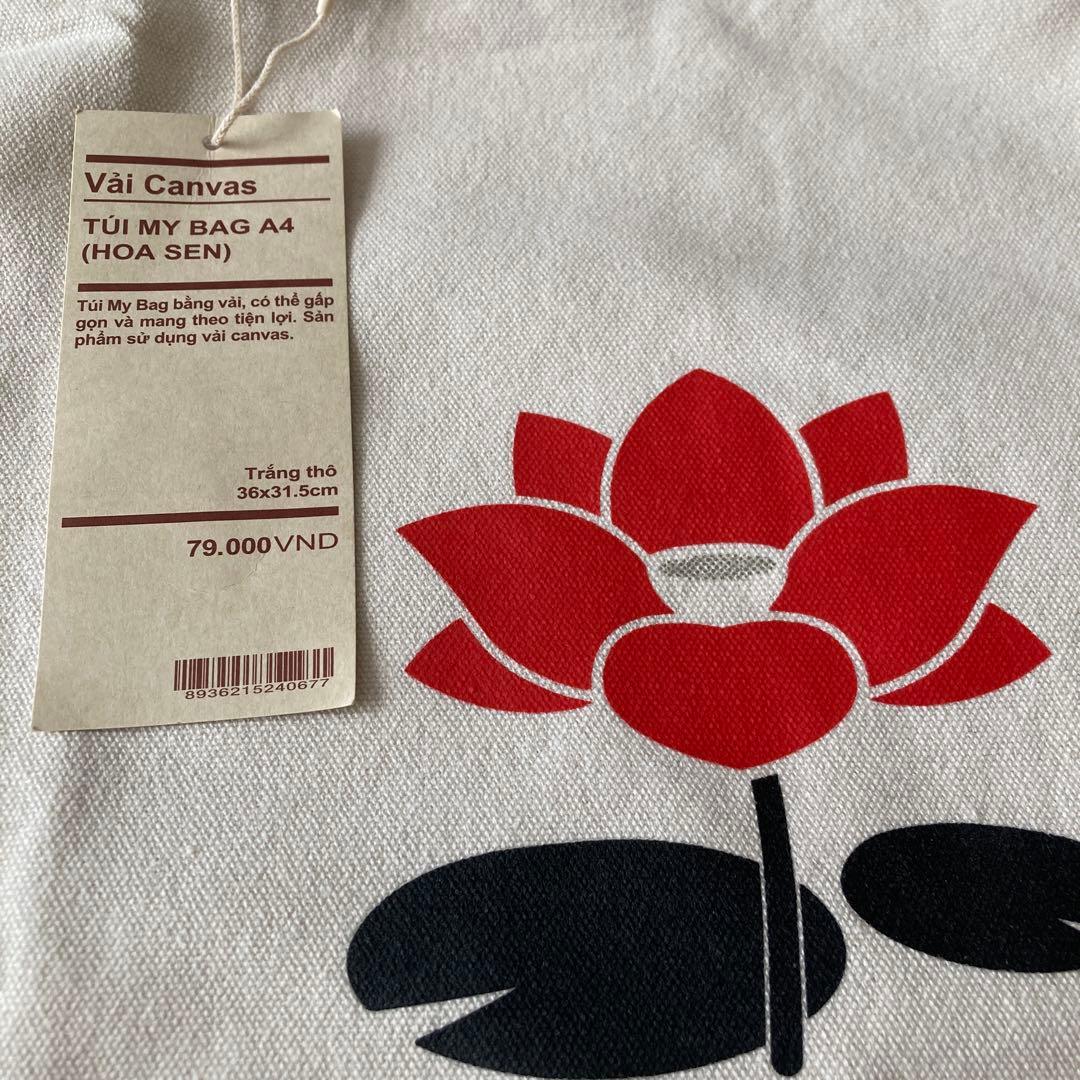 Vải Canvas
TÚI MY BAG A4
(HOA SEN)
Túi My Bag bằng vải, có thể gấp
gọn và mang theo tiện lợi. Sản
phẩm sử dụng vải canvas.
Trắng thô
36x31.5cm
79.000VND
8936215240677